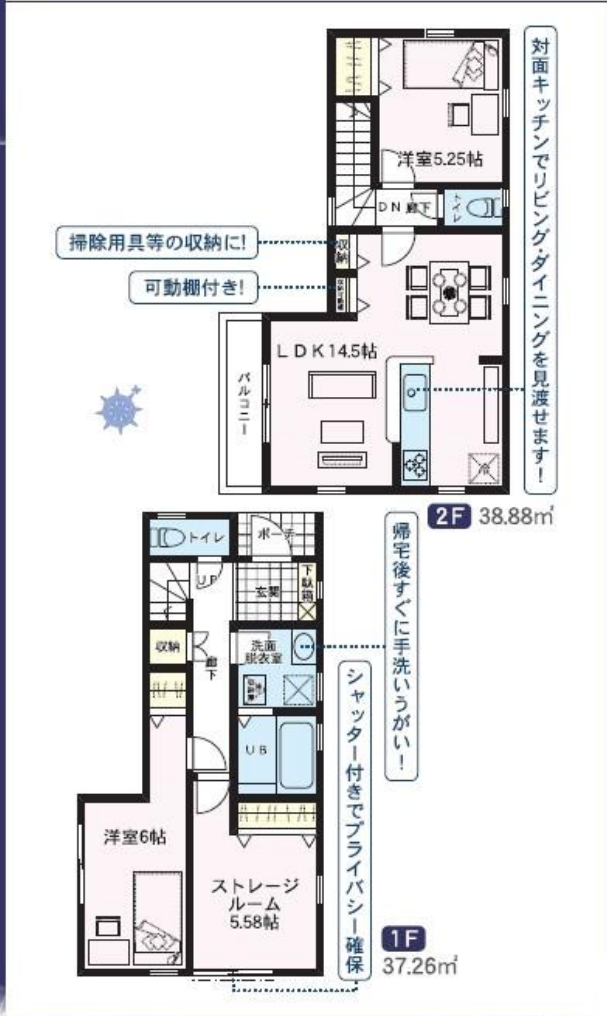 対面キッチンでリビング・ダイニングを見渡せます！
洋室5.25帖
DN 廊下
トイレ
掃除用具等の収納に！
収納
可動棚付き！
LDK14.5帖
バルコニー
冷
2F 38.88㎡
トイレ
ポーチ
UP
玄関
下駄箱
帰宅後すぐに手洗いうがい！
収納
廊下
洗面
脱衣室
シャッター付きでプライバシー確保
UB
洋室6帖
ストレージ
ルーム
5.58帖
1F
37.26㎡